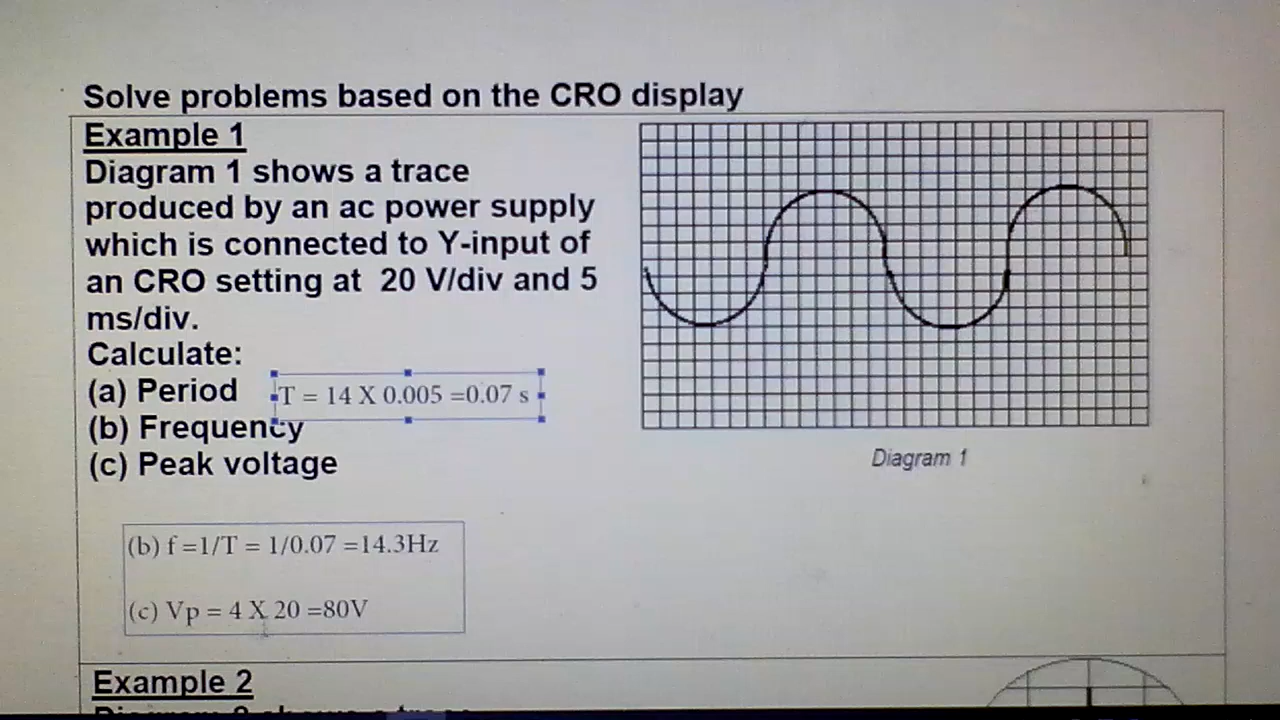 Solve problems based on the CRO display
Example 1
Diagram 1 shows a trace
produced by an ac power supply
which is connected to Y-input of
an CRO setting at 20 V/div and 5
ms/div.
Calculate:
(a) Period
T = 14 X 0.005 =0.07 s
(b) Frequency
(c) Peak voltage
Diagram 1
(b) f =1/T = 1/0.07 =14.3Hz
(c) Vp = 4 X 20 =80V
Example 2